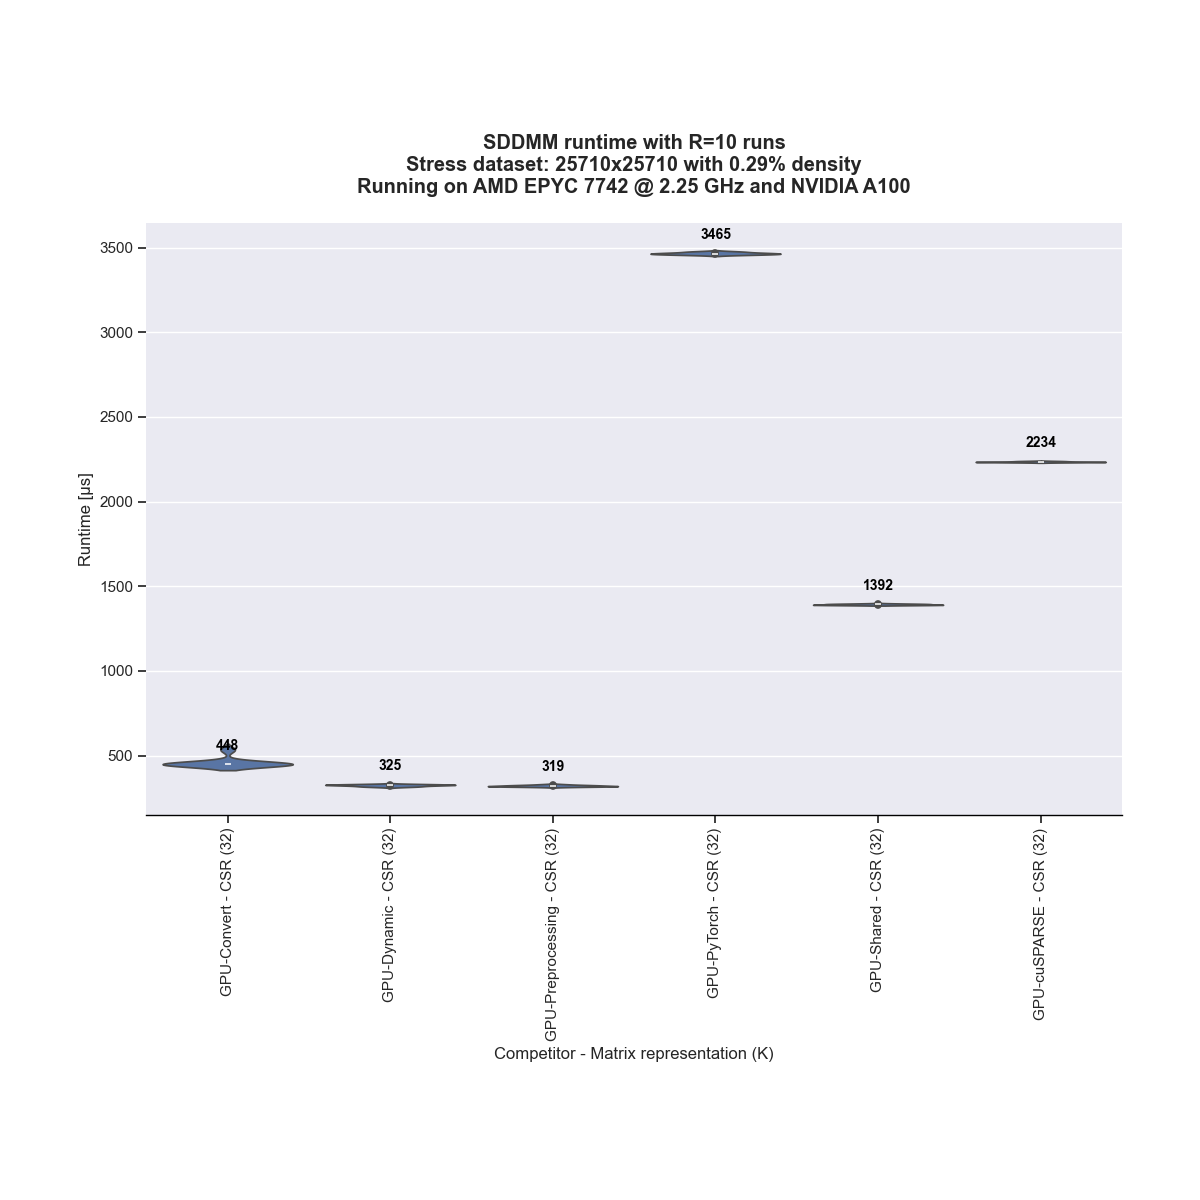 SDDMM runtime with R=10 runs
Stress dataset: 25710x25710 with 0.29% density
Running on AMD EPYC 7742 @ 2.25 GHz and NVIDIA A100
Runtime [µs]
3500
3000
2500
2000
1500
1000
500
448
325
319
3465
1392
2234
GPU-Convert - CSR (32)
GPU-Dynamic - CSR (32)
GPU-Preprocessing - CSR (32)
GPU-PyTorch - CSR (32)
GPU-Shared - CSR (32)
GPU-cuSPARSE - CSR (32)
Competitor - Matrix representation (K)